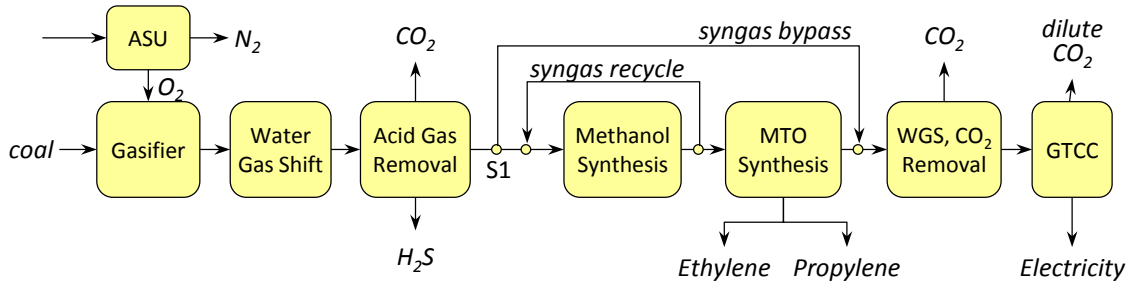 ASU
N2
O2
CO2
syngas bypass
syngas recycle
CO2
dilute
CO2
coal
Gasifier
Water
Gas Shift
Acid Gas
Removal
S1
Methanol
Synthesis
MTO
Synthesis
WGS, CO2
Removal
GTCC
H2S
Ethylene
Propylene
Electricity